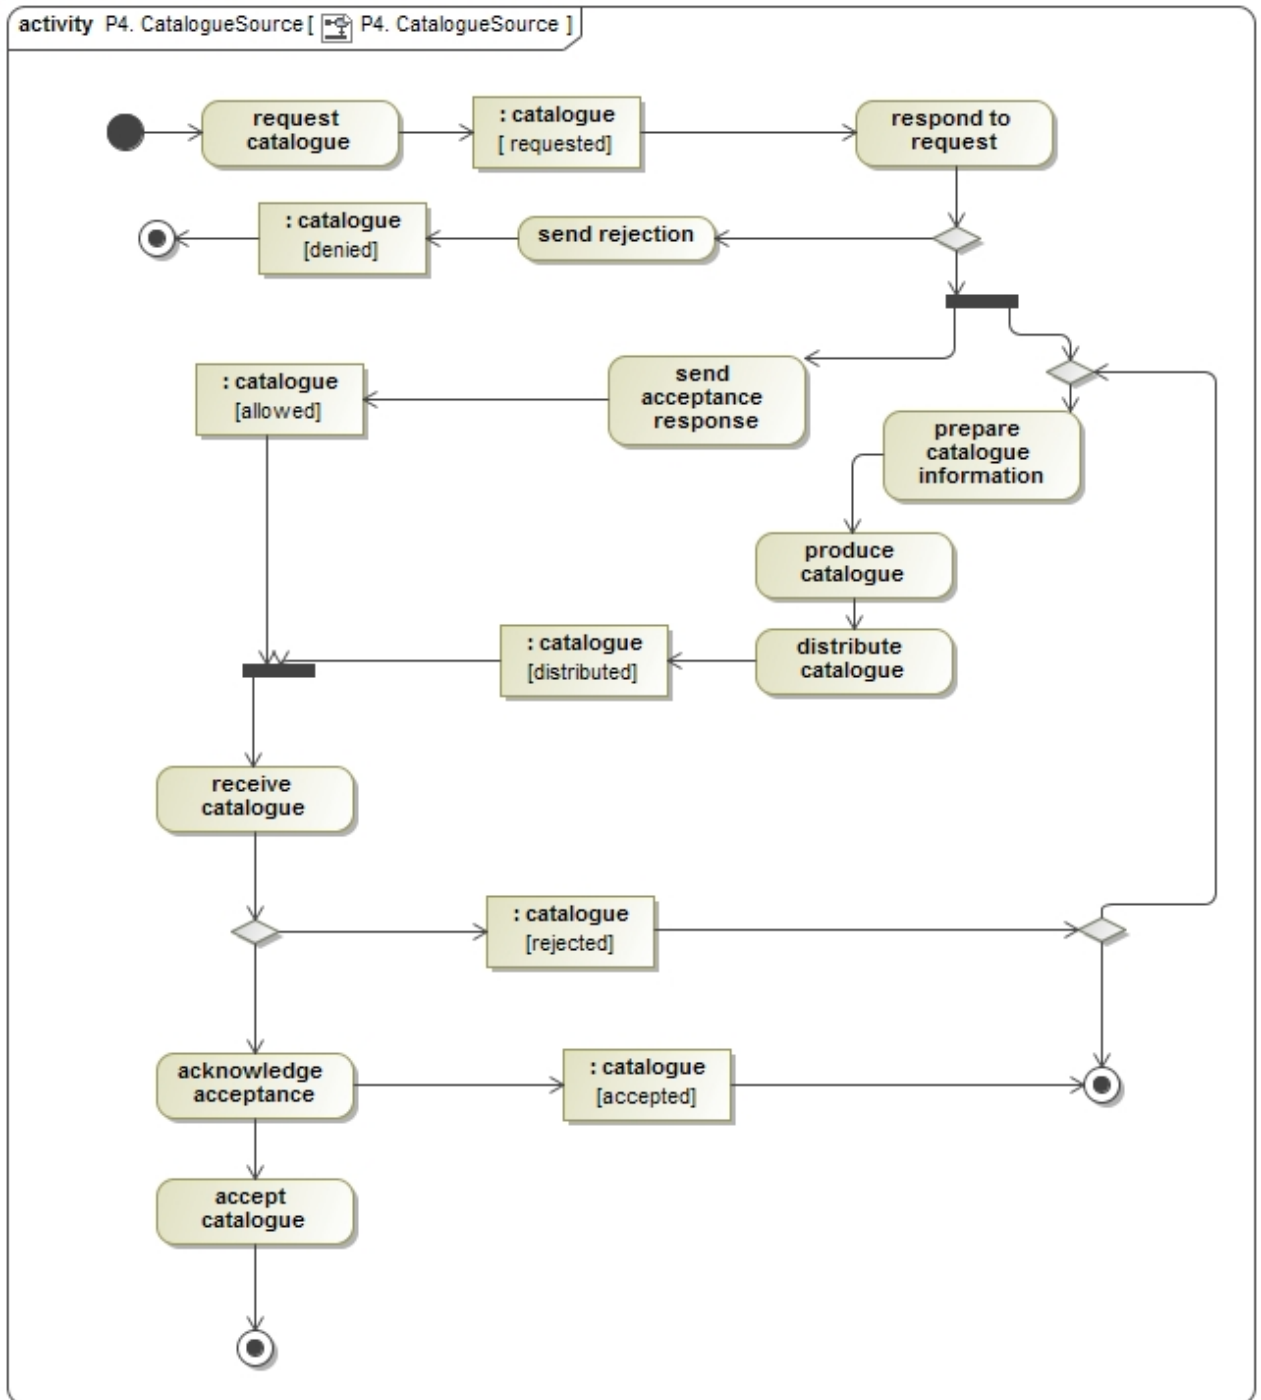 activity P4. CatalogueSource [ P4. CatalogueSource ]
request
catalogue
: catalogue
[ requested]
respond to
request
: catalogue
[denied]
send rejection
: catalogue
[allowed]
send
acceptance
response
prepare
catalogue
information
produce
catalogue
: catalogue
[distributed]
distribute
catalogue
receive
catalogue
: catalogue
[rejected]
acknowledge
acceptance
: catalogue
[accepted]
accept
catalogue